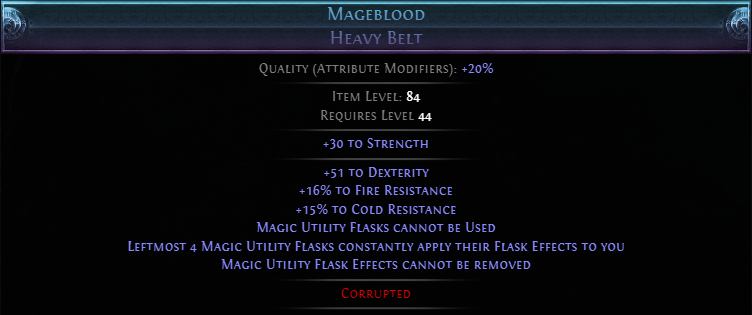 Mageblood
Heavy Belt
Quality (Attribute Modifiers): +20%
Item Level: 84
Requires Level 44
+30 to Strength
+51 to Dexterity
+16% to Fire Resistance
+15% to Cold Resistance
Magic Utility Flasks cannot be Used
Leftmost 4 Magic Utility Flasks constantly apply their Flask Effects to you
Magic Utility Flask Effects cannot be removed
Corrupted